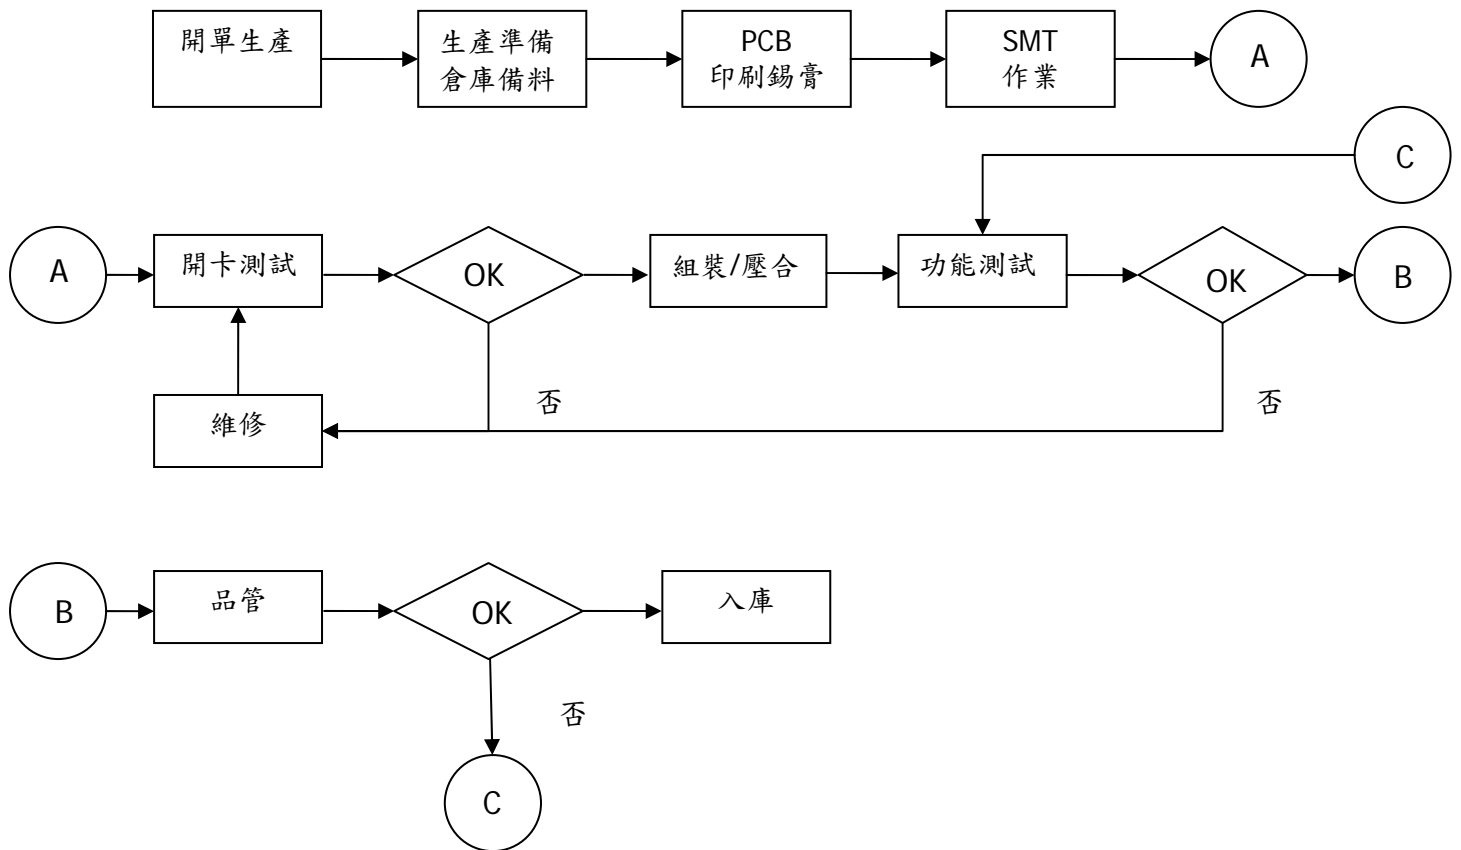 開單生產
生產準備
倉庫備料
PCB
印刷錫膏
SMT
作業
A
C
A
開卡測試
OK
組裝/壓合
功能測試
OK
B
否
否
維修
B
品管
OK
入庫
否
C